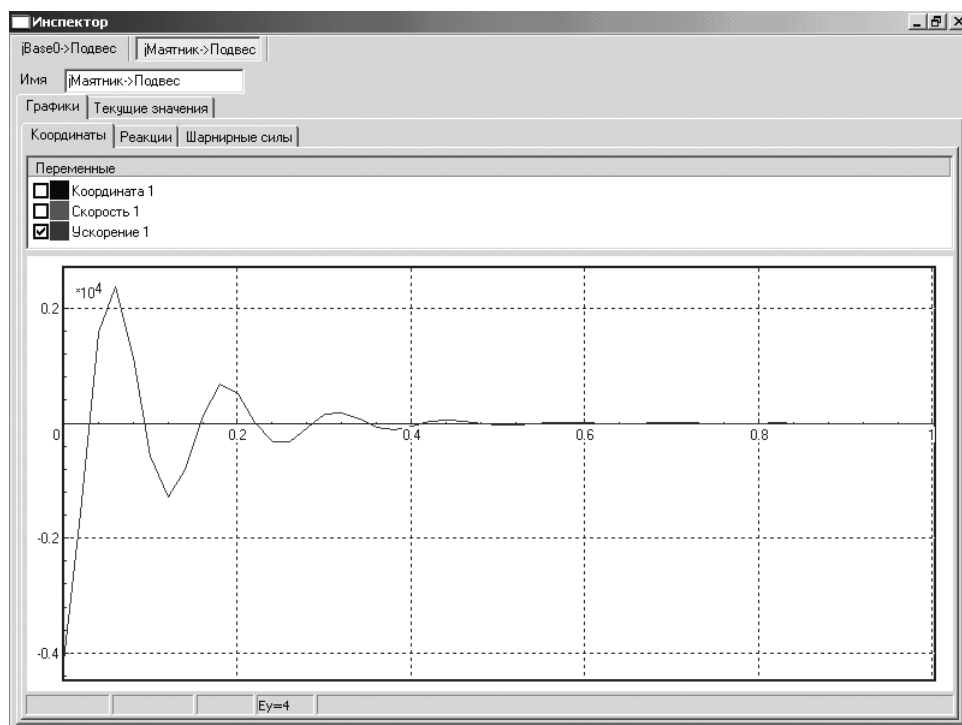 Инспектор
jBase0->Подвес jМаятник->Подвес
Имя jМаятник->Подвес
Графики Текущие значения
Координаты Реакции Шарнирные силы
Переменные
Координата 1
Скорость 1
Ускорение 1
*10^4
0.2
0 0.2 0.4 0.6 0.8 1
-0.2
-0.4
Ey=4